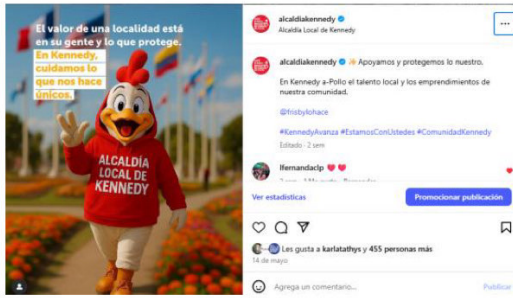 El valor de una localidad está
en su gente y lo que protege.
En Kennedy,
cuidamos lo
que nos hace
únicos.
ALCALDÍA
LOCAL DE
KENNEDY
alcaldiakennedy
Alcaldía Local de Kennedy
alcaldiakennedy ✨ Apoyamos y protegemos lo nuestro.
En Kennedy a-Pollo el talento local y los emprendimientos de
nuestra comunidad.
@frisbylohace
#KennedyAvanza #EstamosConUstedes #ComunidadKennedy
Editado · 2 sem
lfernandaclp ❤️ ❤️
Ver estadísticas
Promocionar publicación
Les gusta a karlatathys y 455 personas más
14 de mayo
Agrega un comentario...
Publicar